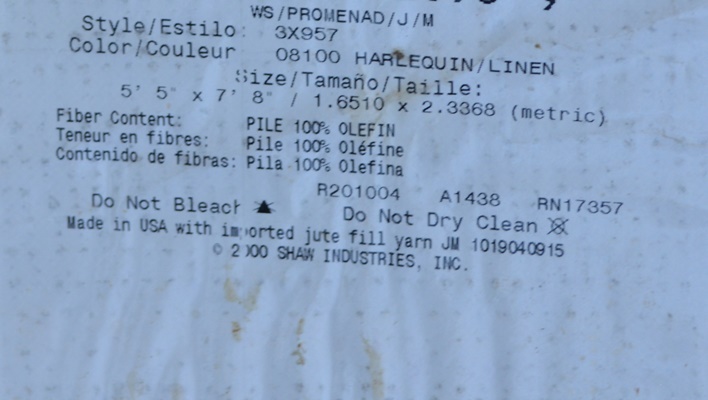 WS/PROMENAD/J/M
Style/Estilo: 3X957
Color/Couleur 08100 HARLEQUIN/LINEN
Size/Tamaño/Taille:
5' 5" x 7' 8" / 1.6510 x 2.3368 (metric)
Fiber Content: PILE 100% OLEFIN
Teneur en fibres: Pile 100% Oléfine
Contenido de fibras: Pila 100% Olefina
R201004 A1438 RN17357
Do Not Bleach Do Not Dry Clean
Made in USA with imported jute fill yarn JM 1019040915
© 2000 SHAW INDUSTRIES, INC.